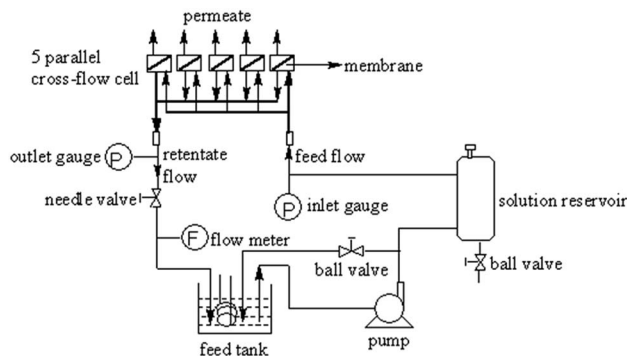 permeate
5 parallel
cross-flow cell
membrane
outlet gauge P
retentate
flow
feed flow
needle valve
P inlet gauge
solution reservoir
F flow meter
ball valve
ball valve
pump
feed tank